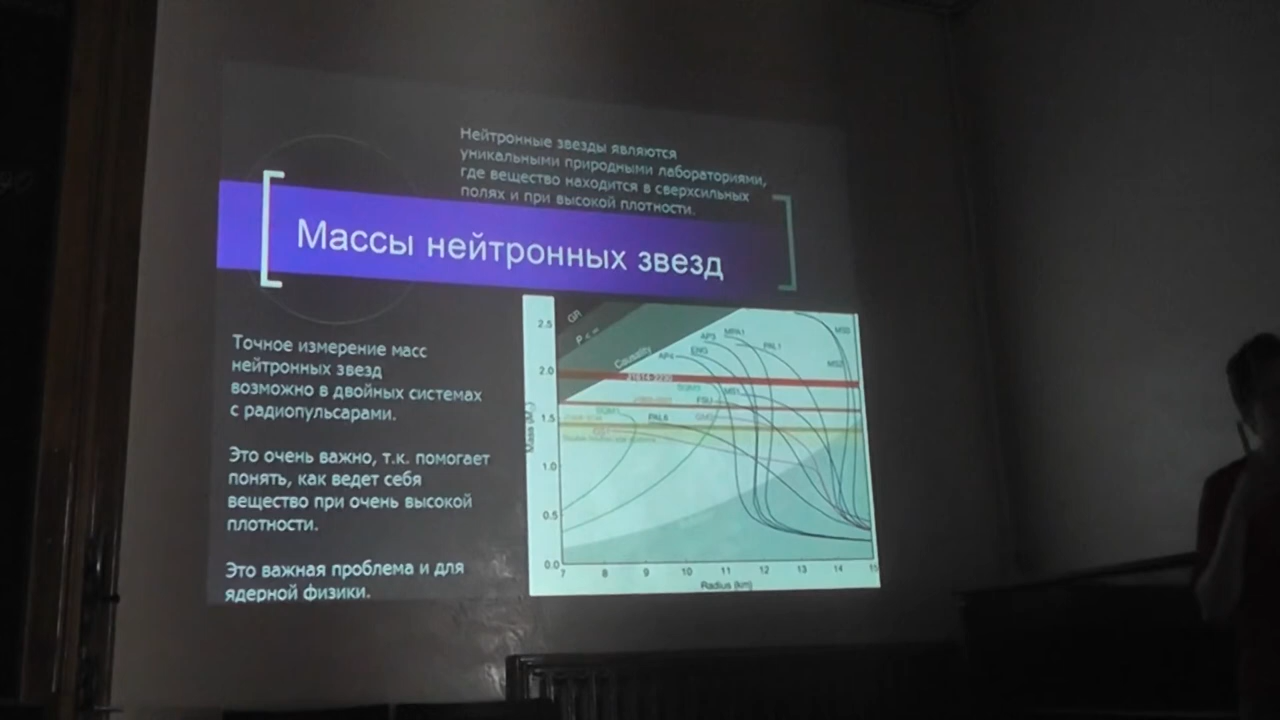 Нейтронные звезды являются
уникальными природными лабораториями,
где вещество находится в сверхсильных
полях и при высокой плотности.
Массы нейтронных звезд
Точное измерение масс
нейтронных звезд
возможно в двойных системах
с радиопульсарами.
Это очень важно, т.к. помогает
понять, как ведет себя
вещество при очень высокой
плотности.
Это важная проблема и для
ядерной физики.
GR
Causality
AP4
AP3
ENG
MPA1
PAL1
MS0
MS2
J1614-2230
SQM3
MS1
FSU
SQM1
PAL6
GM3
2.5
2.0
1.5
1.0
0.5
0.0
7 8 9 10 11 12 13 14 15
Radius (km)